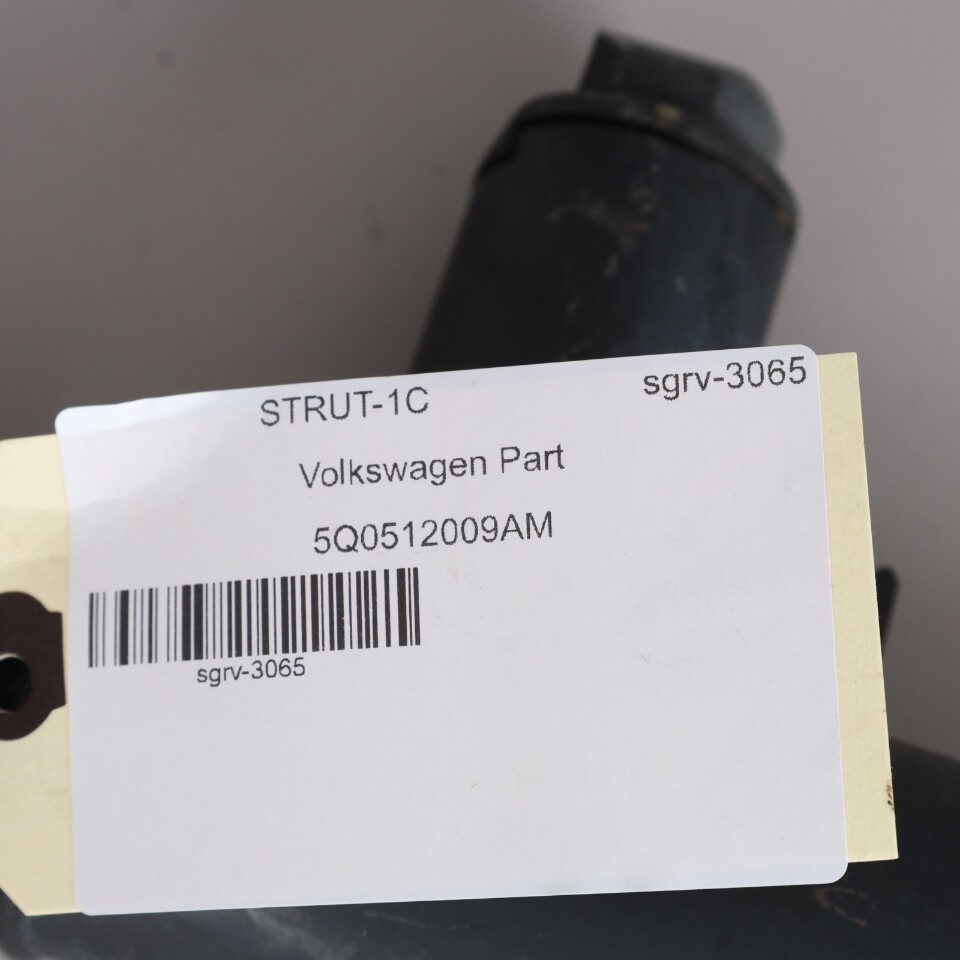 STRUT-1C
sgrv-3065
Volkswagen Part
5Q0512009AM
sgrv-3065